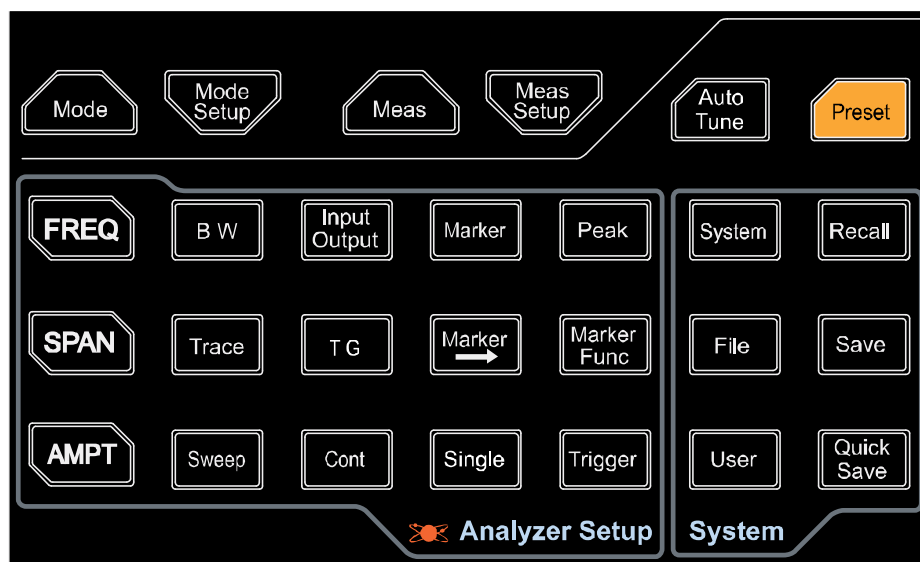 Mode
Mode
Setup
Meas
Meas
Setup
Auto
Tune
Preset
FREQ
B W
Input
Output
Marker
Peak
System
Recall
SPAN
Trace
T G
Marker
Marker
Func
File
Save
AMPT
Sweep
Cont
Single
Trigger
User
Quick
Save
Analyzer Setup
System